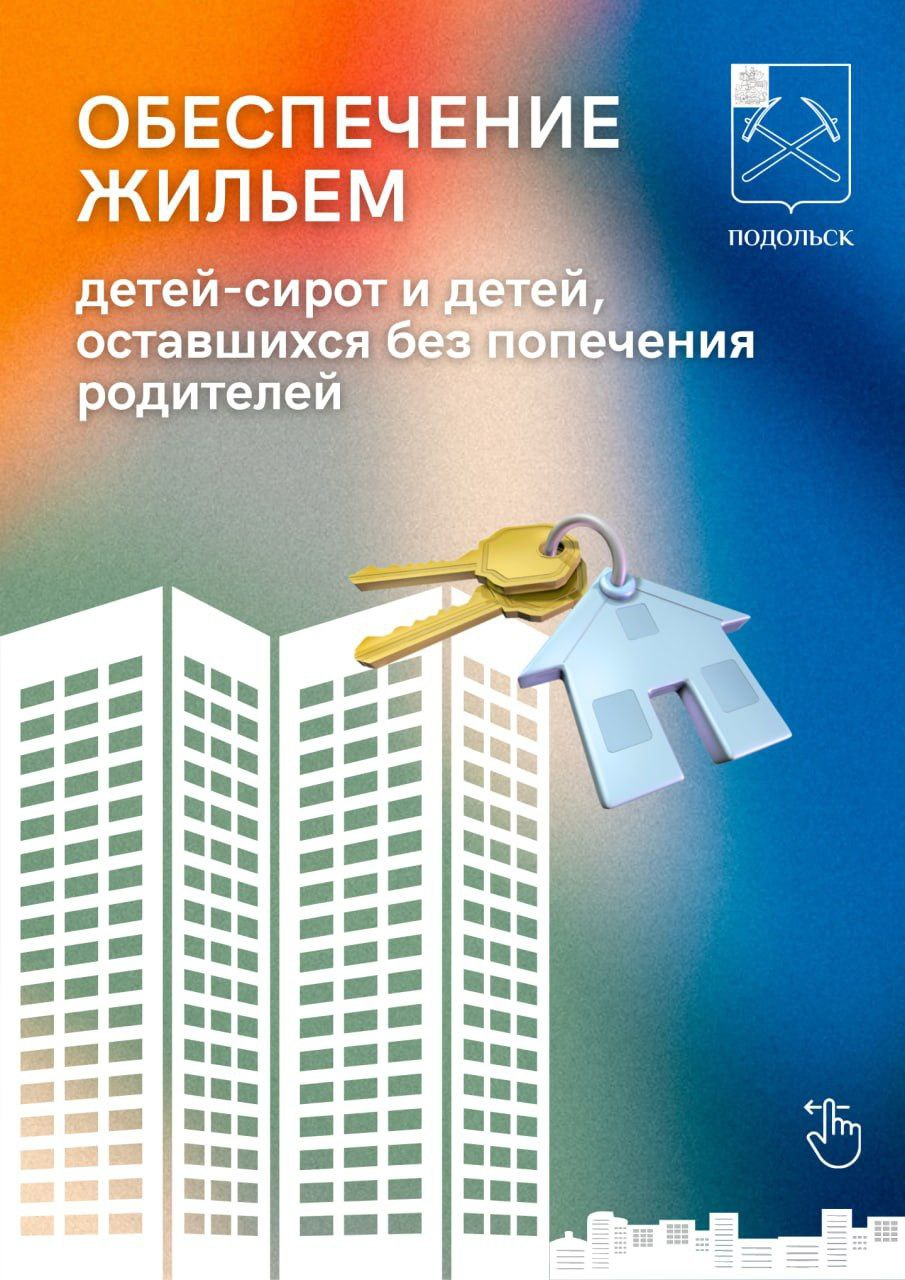 ОБЕСПЕЧЕНИЕ
ЖИЛЬЕМ
ПОДОЛЬСК
детей-сирот и детей,
оставшихся без попечения
родителей